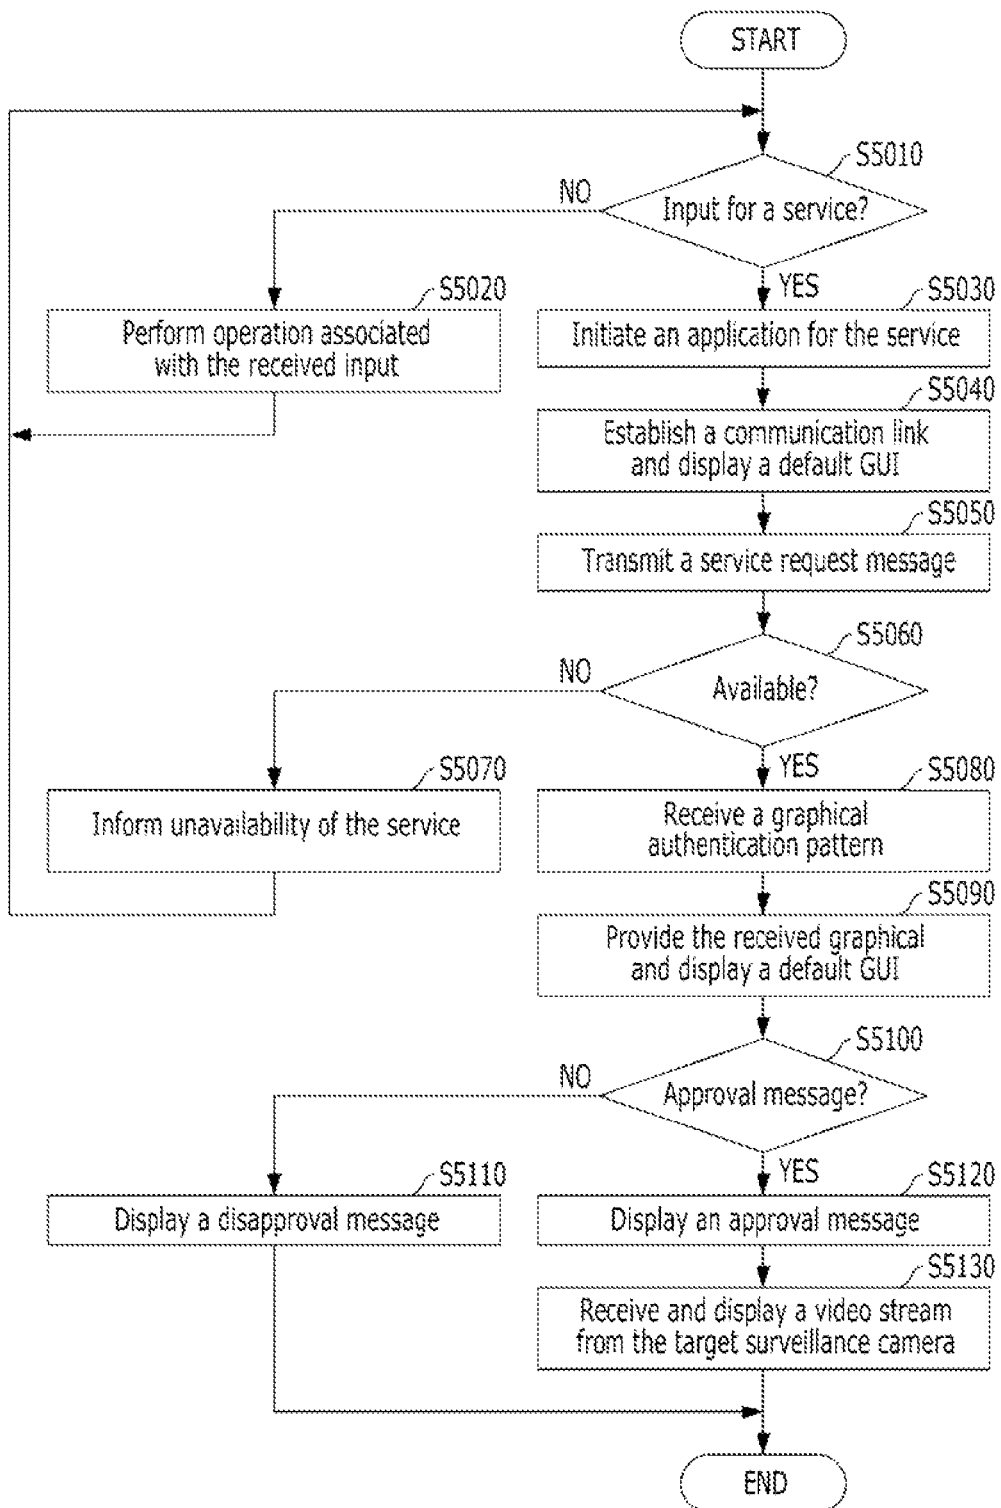 START
S5010
NO
Input for a service?
YES
S5020
S5030
Perform operation associated
with the received input
Initiate an application for the service
S5040
Establish a communication link
and display a default GUI
S5050
Transmit a service request message
S5060
NO
Available?
YES
S5070
S5080
Inform unavailability of the service
Receive a graphical
authentication pattern
S5090
Provide the received graphical
and display a default GUI
S5100
NO
Approval message?
YES
S5110
S5120
Display a disapproval message
Display an approval message
S5130
Receive and display a video stream
from the target surveillance camera
END